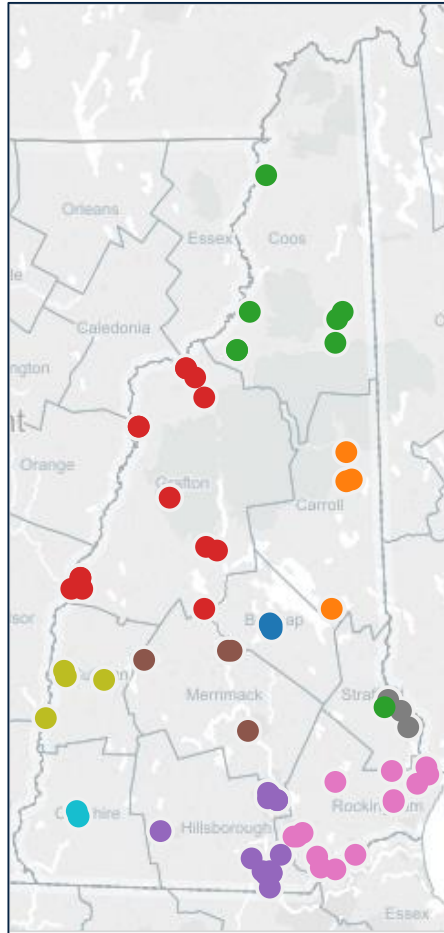 Orleans
Essex
Coos
Caledonia
Orange
Grafton
Carroll
Merrimack
Rockingham
Hillsborough
Essex